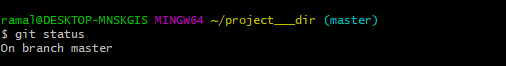 ramal@DESKTOP-MNSKGIS MINGW64 ~/project___dir (master)
$ git status
On branch master